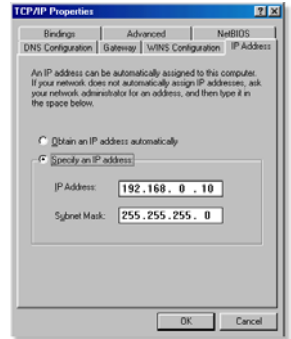 TCP/IP Properties
Bindings Advanced NetBIOS
DNS Configuration Gateway WINS Configuration IP Address
An IP address can be automatically assigned to this computer.
If your network does not automatically assign IP addresses, ask
your network administrator for an address, and then type it in
the space below.
Obtain an IP address automatically
Specify an IP address:
IP Address: 192.168. 0 .10
Subnet Mask: 255.255.255. 0
OK Cancel